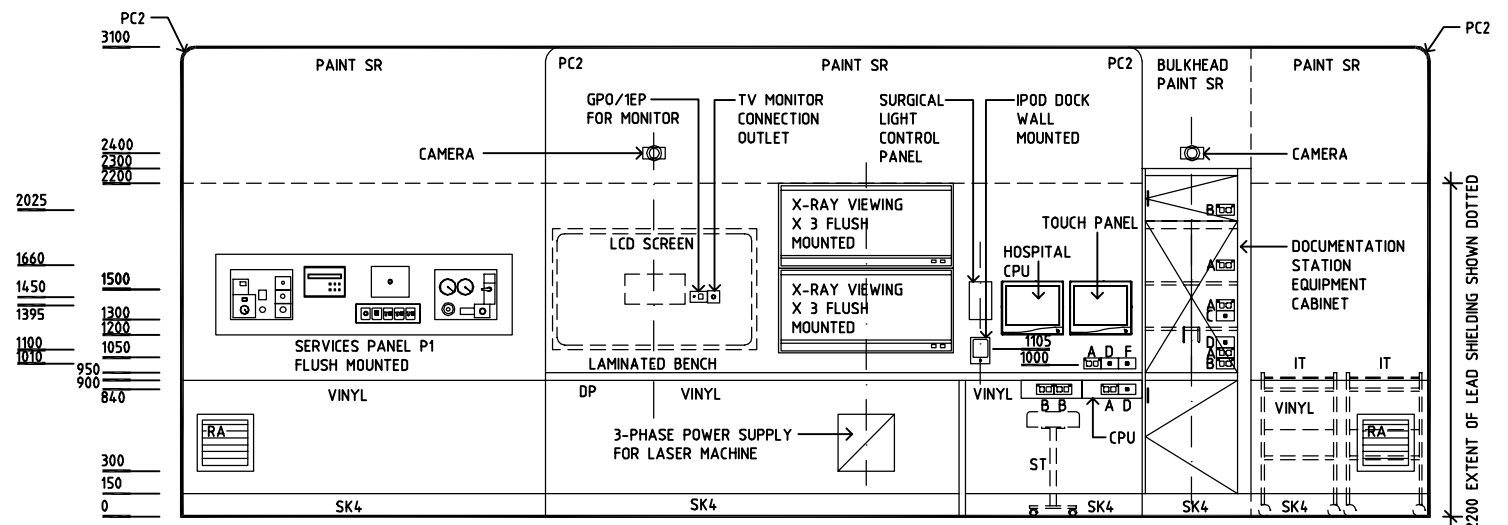 PC2
PC2
3100
PAINT SR
PC2
PAINT SR
PC2
BULKHEAD
PAINT SR
PAINT SR
GPO/1EP
FOR MONITOR
TV MONITOR
CONNECTION
OUTLET
SURGICAL
LIGHT
CONTROL
PANEL
IPOD DOCK
WALL
MOUNTED
2400
2300
2200
CAMERA
CAMERA
2025
X-RAY VIEWING
X 3 FLUSH
MOUNTED
B
TOUCH PANEL
LCD SCREEN
HOSPITAL
CPU
DOCUMENTATION
STATION
EQUIPMENT
CABINET
1660
A
1500
1450
1395
X-RAY VIEWING
X 3 FLUSH
MOUNTED
A
C
1300
1200
1100
1050
1010
SERVICES PANEL P1
FLUSH MOUNTED
LAMINATED BENCH
1105
1000
A D F
D
A
B
IT
IT
950
900
840
VINYL
DP
VINYL
VINYL
B B
A D
VINYL
RA
3-PHASE POWER SUPPLY
FOR LASER MACHINE
CPU
RA
ST
300
150
0
SK4
SK4
SK4
SK4
SK4
2200 EXTENT OF LEAD SHIELDING SHOWN DOTTED